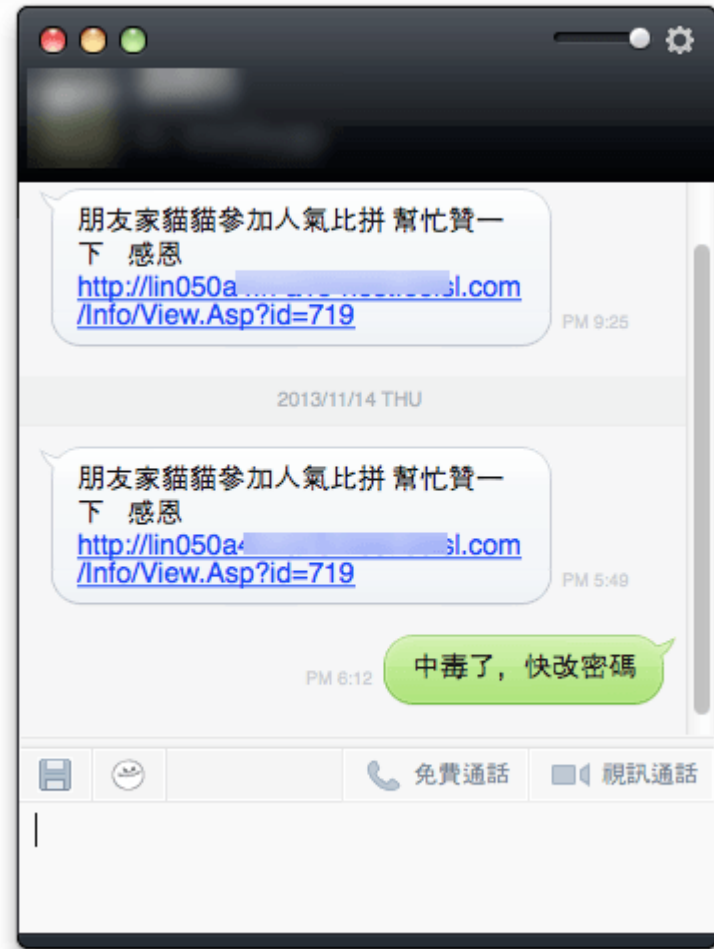 朋友家貓貓參加人氣比拼 幫忙贊一
下 感恩
http://lin050a sl.com
/Info/View.Asp?id=719
PM 9:25
2013/11/14 THU
朋友家貓貓參加人氣比拼 幫忙贊一
下 感恩
http://lin050a sl.com
/Info/View.Asp?id=719
PM 5:49
中毒了，快改密碼
PM 6:12
免費通話
視訊通話